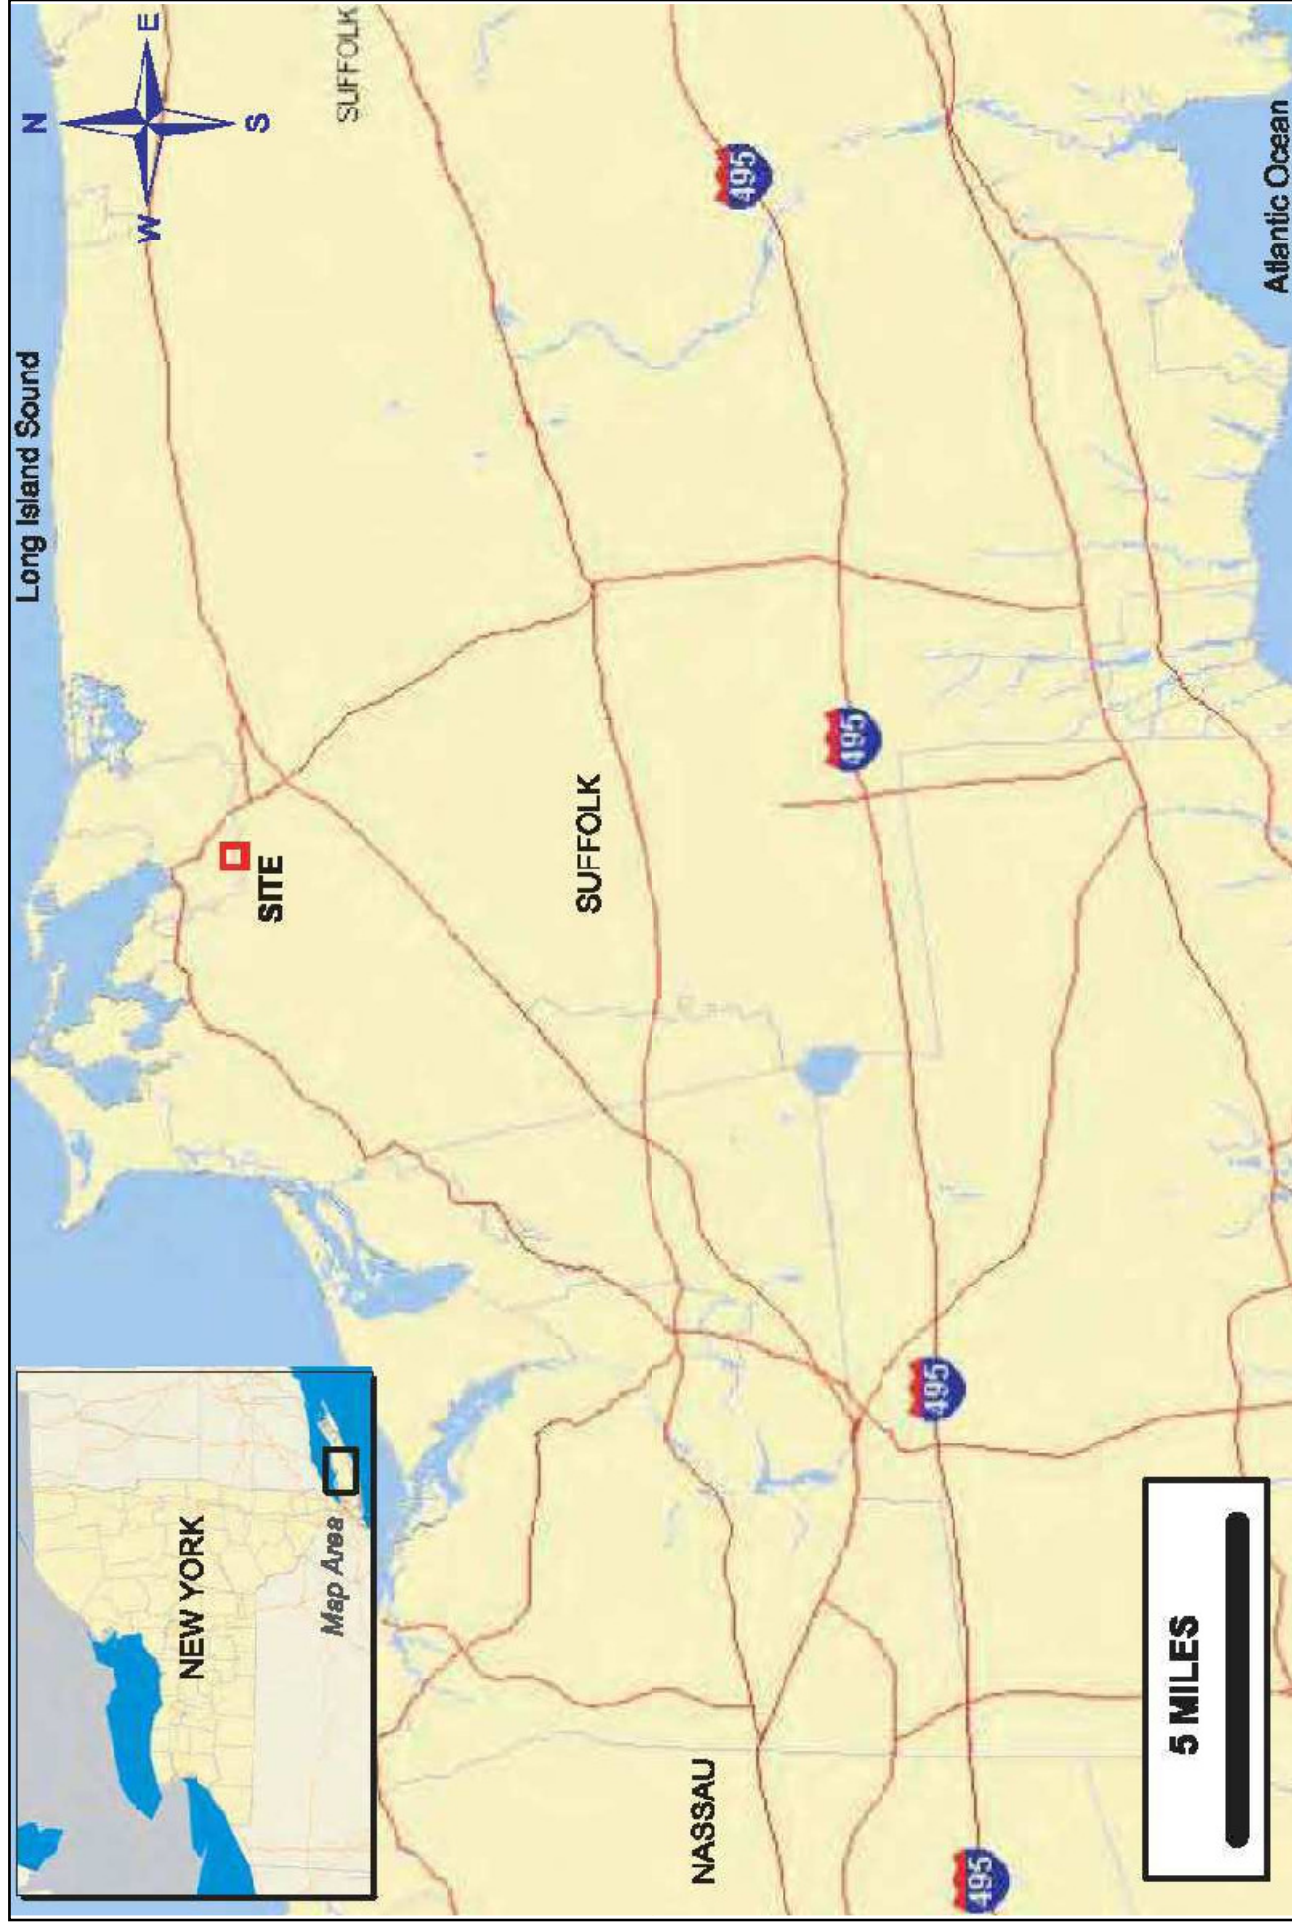 Long Island Sound
N
W
E
S
SUFFOLK
495
Atlantic Ocean
SITE
SUFFOLK
495
NEW YORK
Map Area
495
NASSAU
495
5 MILES